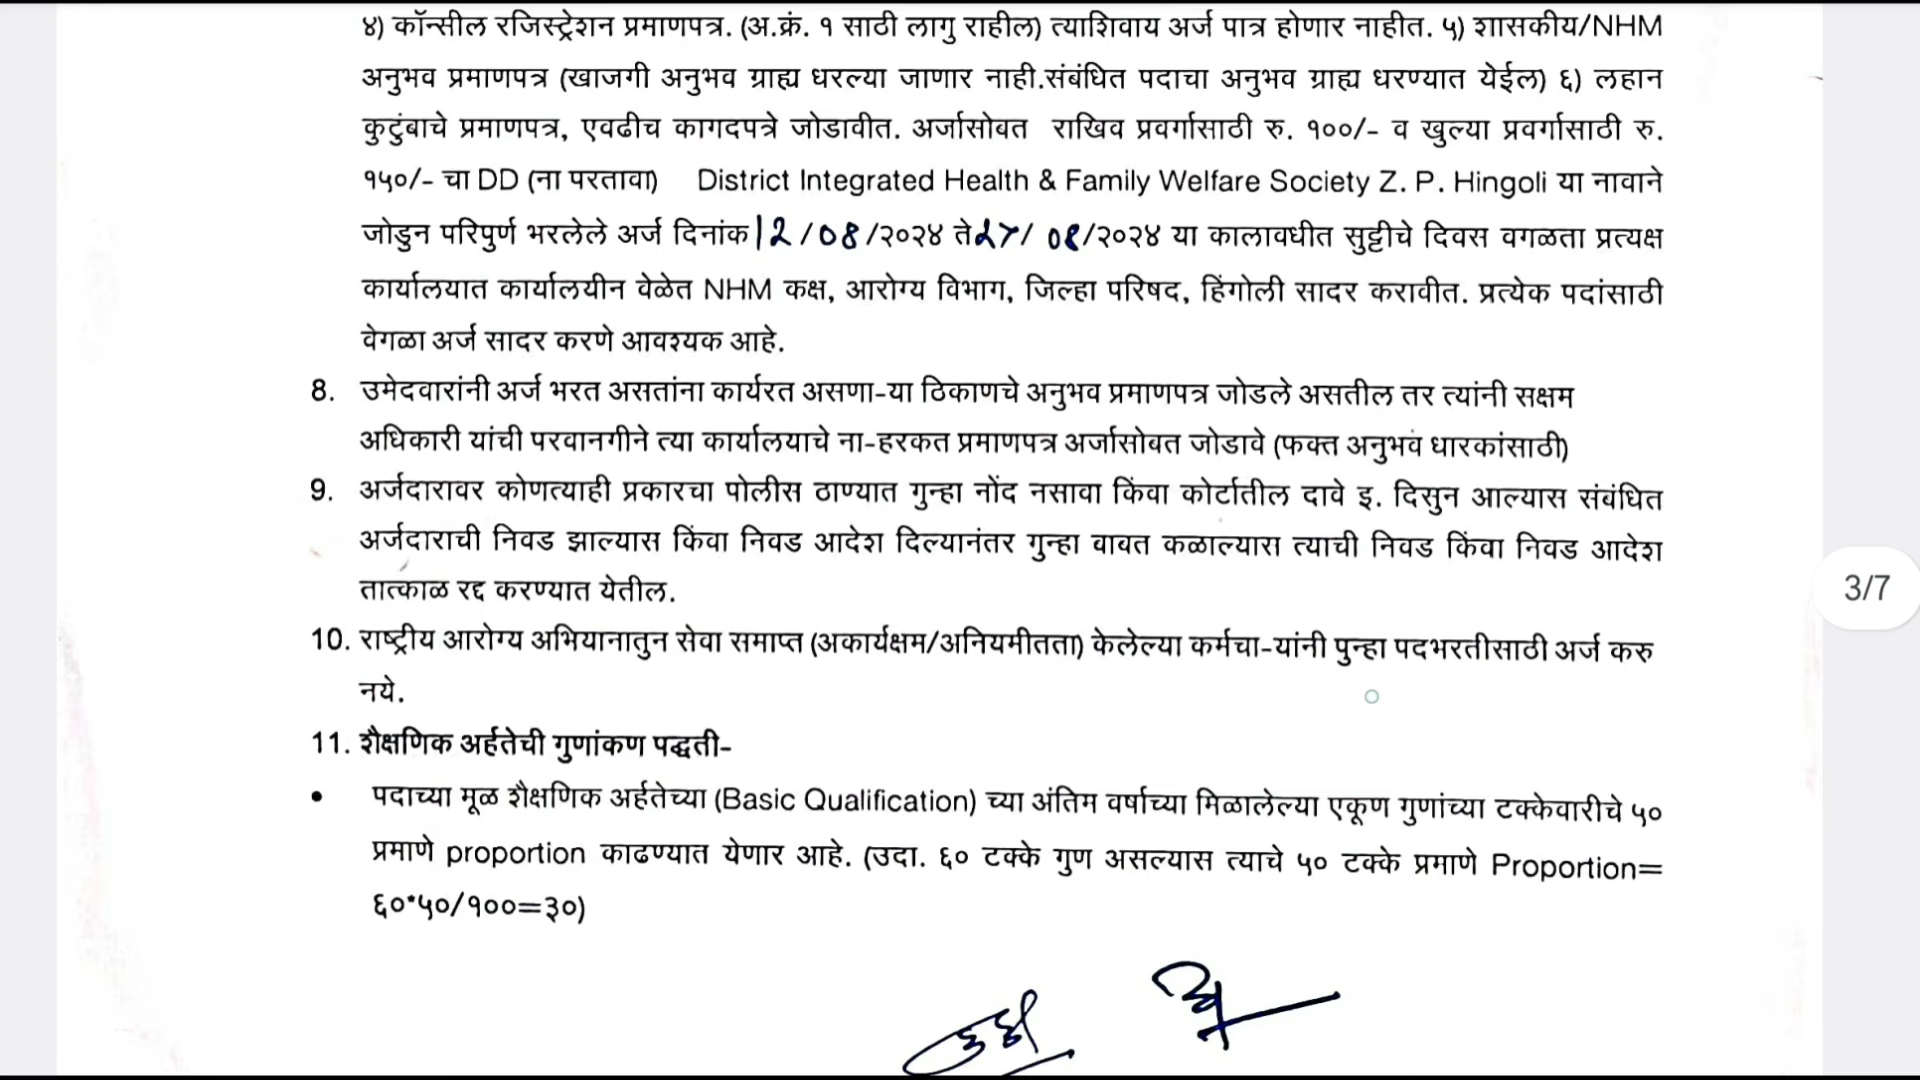 ४) कॉन्सील रजिस्ट्रेशन प्रमाणपत्र. (अ.क्रं. १ साठी लागु राहील) त्याशिवाय अर्ज पात्र होणार नाहीत. ५) शासकीय/NHM
अनुभव प्रमाणपत्र (खाजगी अनुभव ग्राह्य धरल्या जाणार नाही.संबंधित पदाचा अनुभव ग्राह्य धरण्यात येईल) ६) लहान
कुटुंबाचे प्रमाणपत्र, एवढीच कागदपत्रे जोडावीत. अर्जासोबत राखिव प्रवर्गासाठी रु. १००/- व खुल्या प्रवर्गासाठी रु.
१५०/- चा DD (ना परतावा) District Integrated Health & Family Welfare Society Z. P. Hingoli या नावाने
जोडुन परिपुर्ण भरलेले अर्ज दिनांक 12/08/२०२४ ते /08/२०२४ या कालावधीत सुट्टीचे दिवस वगळता प्रत्यक्ष
कार्यालयात कार्यालयीन वेळेत NHM कक्ष, आरोग्य विभाग, जिल्हा परिषद, हिंगोली सादर करावीत. प्रत्येक पदांसाठी
वेगळा अर्ज सादर करणे आवश्यक आहे.
8. उमेदवारांनी अर्ज भरत असतांना कार्यरत असणा-या ठिकाणचे अनुभव प्रमाणपत्र जोडले असतील तर त्यांनी सक्षम
अधिकारी यांची परवानगीने त्या कार्यालयाचे ना-हरकत प्रमाणपत्र अर्जासोबत जोडावे (फक्त अनुभव धारकांसाठी)
9. अर्जदारावर कोणत्याही प्रकारचा पोलीस ठाण्यात गुन्हा नोंद नसावा किंवा कोर्टातील दावे इ. दिसुन आल्यास संबंधित
अर्जदाराची निवड झाल्यास किंवा निवड आदेश दिल्यानंतर गुन्हा बाबत कळाल्यास त्याची निवड किंवा निवड आदेश
तात्काळ रद्द करण्यात येतील.
10. राष्ट्रीय आरोग्य अभियानातुन सेवा समाप्त (अकार्यक्षम/अनियमीतता) केलेल्या कर्मचा-यांनी पुन्हा पदभरतीसाठी अर्ज करु
नये.
11. शैक्षणिक अर्हतेची गुणांकण पद्धती-
• पदाच्या मूळ शैक्षणिक अर्हतेच्या (Basic Qualification) च्या अंतिम वर्षाच्या मिळालेल्या एकूण गुणांच्या टक्केवारीचे ५०
प्रमाणे proportion काढण्यात येणार आहे. (उदा. ६० टक्के गुण असल्यास त्याचे ५० टक्के प्रमाणे Proportion=
६०*५०/१००=३०)
3/7